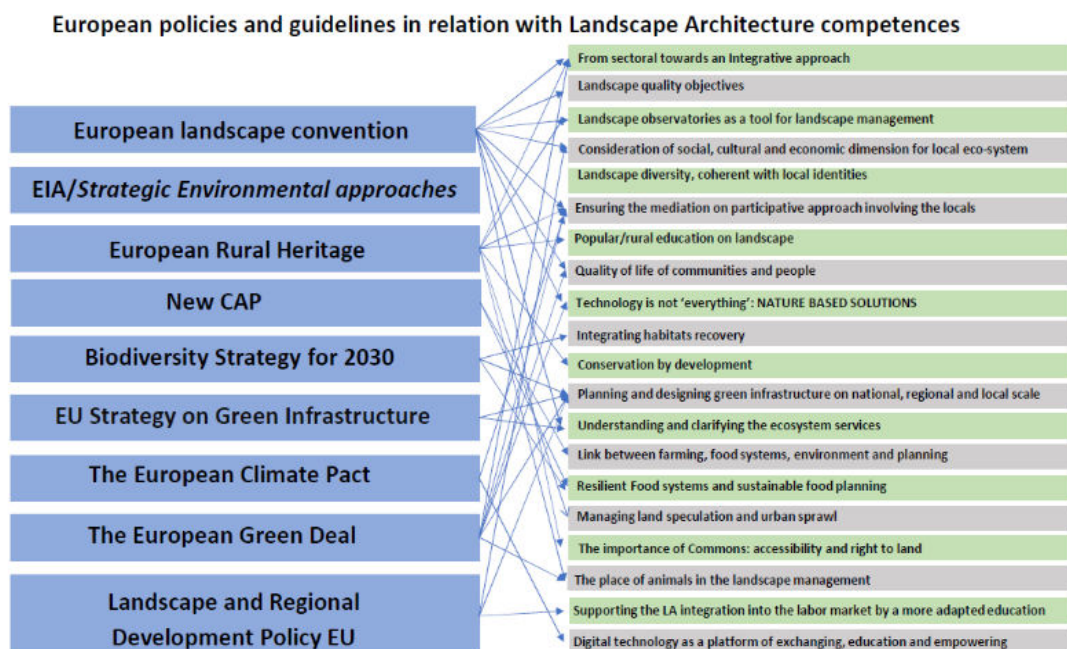 European policies and guidelines in relation with Landscape Architecture competences
European landscape convention
EIA/Strategic Environmental approaches
European Rural Heritage
New CAP
Biodiversity Strategy for 2030
EU Strategy on Green Infrastructure
The European Climate Pact
The European Green Deal
Landscape and Regional
Development Policy EU
From sectoral towards an Integrative approach
Landscape quality objectives
Landscape observatories as a tool for landscape management
Consideration of social, cultural and economic dimension for local eco-system
Landscape diversity, coherent with local identities
Ensuring the mediation on participative approach involving the locals
Popular/rural education on landscape
Quality of life of communities and people
Technology is not ‘everything’: NATURE BASED SOLUTIONS
Integrating habitats recovery
Conservation by development
Planning and designing green infrastructure on national, regional and local scale
Understanding and clarifying the ecosystem services
Link between farming, food systems, environment and planning
Resilient Food systems and sustainable food planning
Managing land speculation and urban sprawl
The importance of Commons: accessibility and right to land
The place of animals in the landscape management
Supporting the LA integration into the labor market by a more adapted education
Digital technology as a platform of exchanging, education and empowering